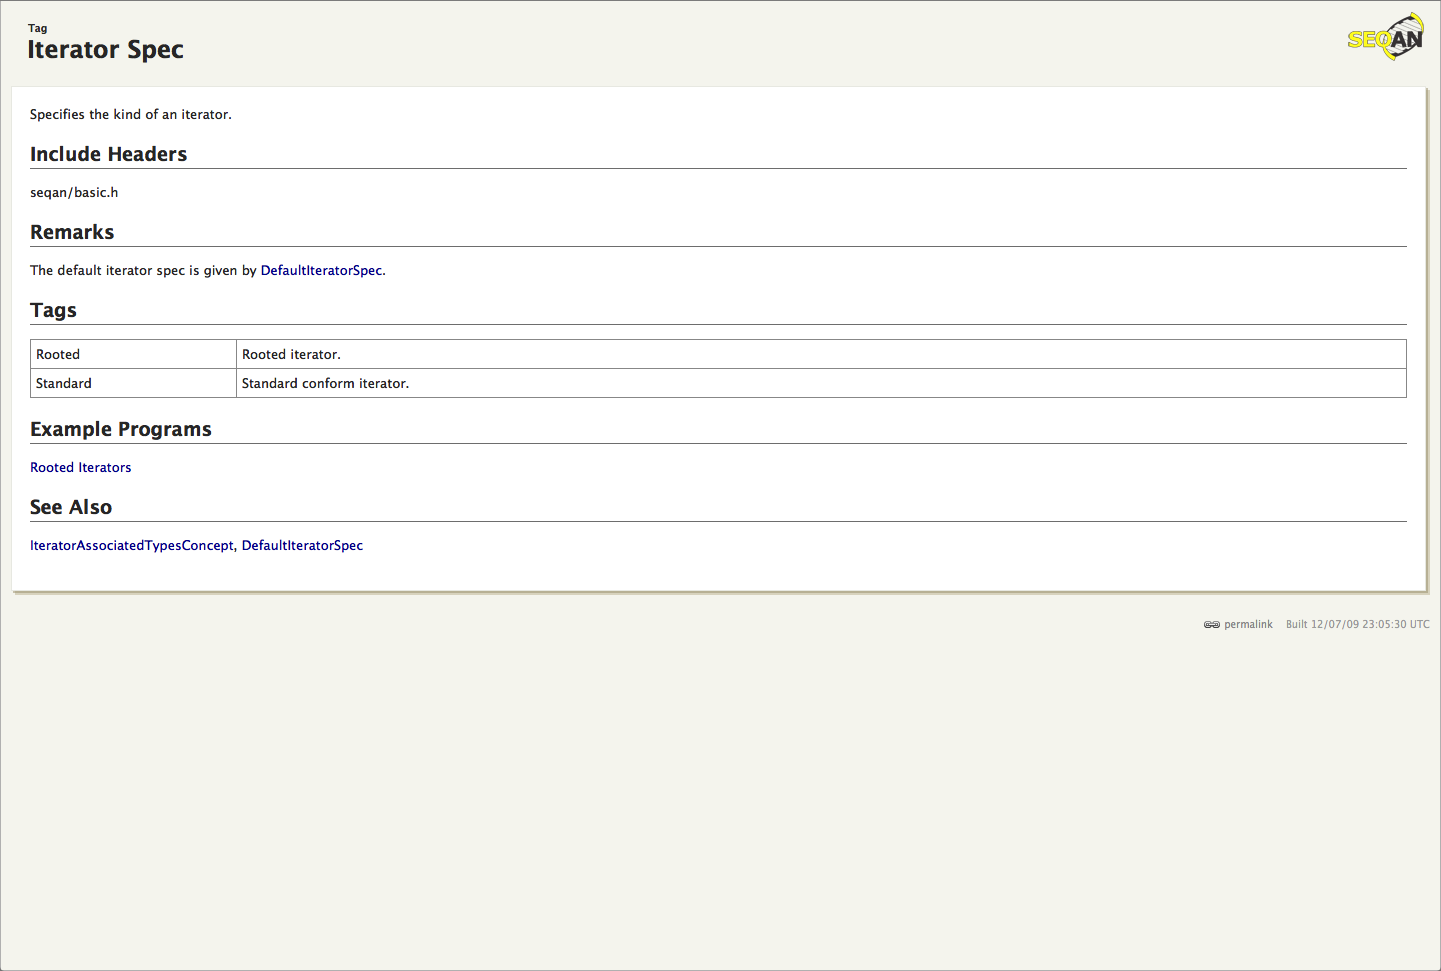 Tag
Iterator Spec
SEQAN
Specifies the kind of an iterator.
Include Headers
seqan/basic.h
Remarks
The default iterator spec is given by DefaultIteratorSpec.
Tags
Rooted Rooted iterator.
Standard Standard conform iterator.
Example Programs
Rooted Iterators
See Also
IteratorAssociatedTypesConcept, DefaultIteratorSpec
permalink Built 12/07/09 23:05:30 UTC